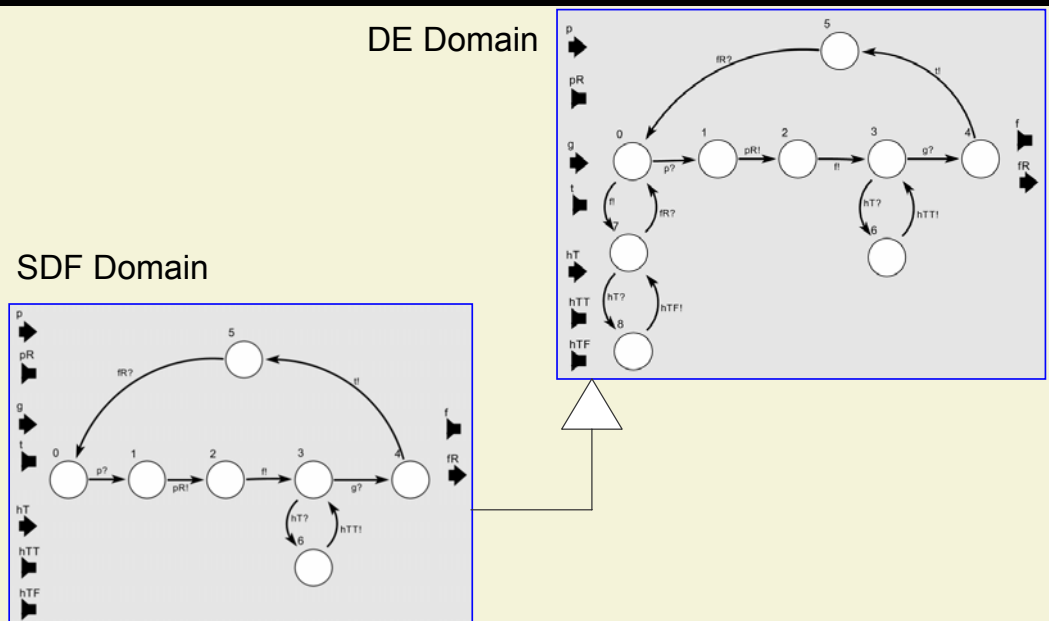 DE Domain
p
pR
g
t
hT
hTT
hTF
f
fR
5
fR?
t!
0
p?
1
pR!
2
f!
3
g?
4
f!
fR?
7
hT?
hTT!
6
hT?
hTF!
8
SDF Domain
p
pR
g
t
hT
hTT
hTF
f
fR
5
fR?
t!
0
p?
1
pR!
2
f!
3
g?
4
hT?
hTT!
6